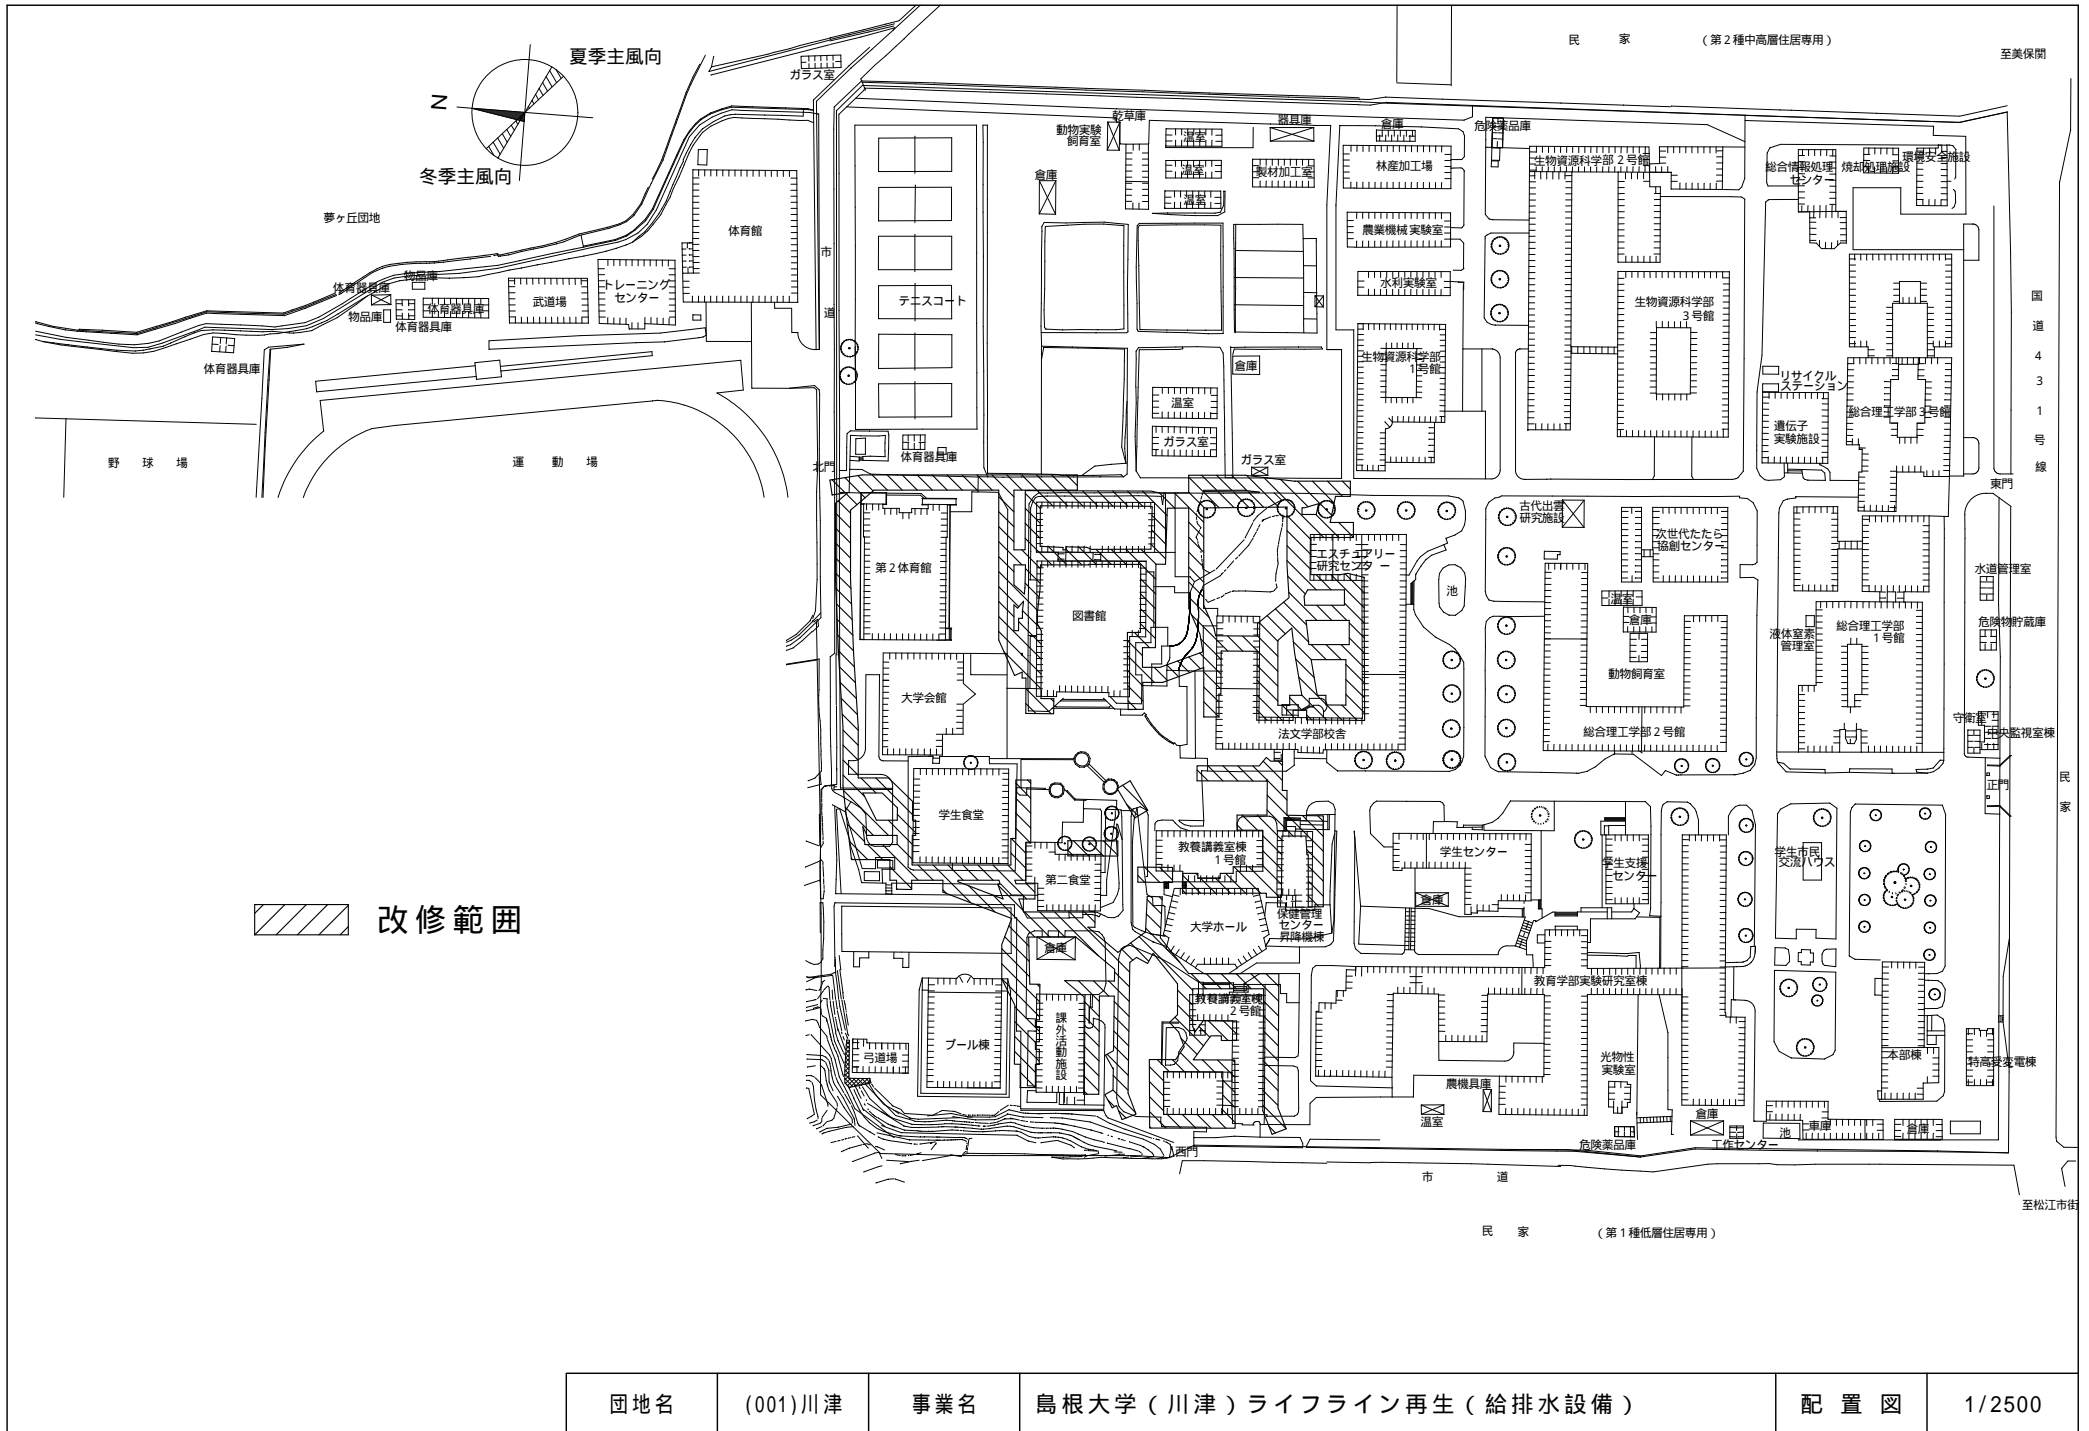 民　家　（第２種中高層住居専用）
至美保関
夏季主風向
N
冬季主風向
ガラス室
夢ヶ丘団地
体育館
市道
動物実験
飼育室
乾草庫
温室
温室
温室
器具庫
製材加工室
倉庫
倉庫
林産加工場
農業機械実験室
水利実験室
危険薬品庫
生物資源科学部２号館
生物資源科学部
３号館
生物資源科学部
１号館
総合情報処理
センター
焼却処理施設
環境安全施設
国道431号線
物品庫
体育器具庫
物品庫
体育器具庫
体育器具庫
武道場
トレーニング
センター
体育器具庫
テニスコート
倉庫
温室
ガラス室
ガラス室
リサイクル
ステーション
遺伝子
実験施設
総合理工学部３号館
野球場
運動場
北門
体育器具庫
東門
第２体育館
図書館
エスチュアリー
研究センター
池
古代出雲
研究施設
次世代たたら
協創センター
温室
倉庫
動物飼育室
総合理工学部２号館
液体窒素
管理室
総合理工学部
１号館
水道管理室
危険物貯蔵庫
守衛室
中央監視室棟
正門
民家
大学会館
法文学部校舎
学生食堂
第二食堂
教養講義室棟
１号館
大学ホール
保健管理
センター
昇降機棟
学生センター
倉庫
学生支援
センター
学生市民
交流ハウス
改修範囲
倉庫
課外活動施設
プール棟
弓道場
教養講義室棟
２号館
教育学部実験研究室棟
光物性
実験室
農機具庫
温室
危険薬品庫
倉庫
工作センター
池
車庫
倉庫
本部棟
特高受変電棟
西門
市道
至松江市街
民　家　（第１種低層住居専用）
団地名　(001)川津　事業名　島根大学（川津）ライフライン再生（給排水設備）　配置図　1/2500